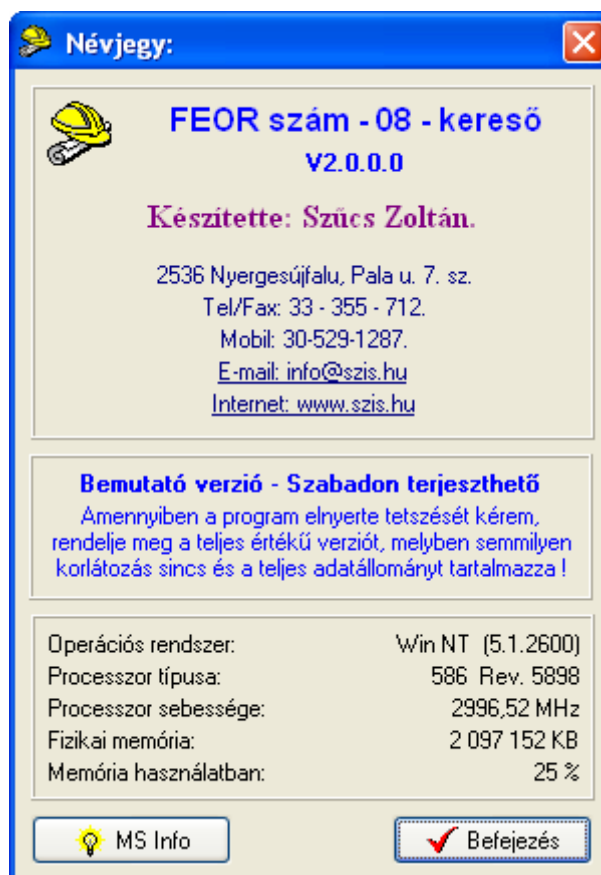 Névjegy:
FEOR szám - 08 - kereső
V2.0.0.0
Készítette: Szűcs Zoltán.
2536 Nyergesújfalu, Pala u. 7. sz.
Tel/Fax: 33 - 355 - 712.
Mobil: 30-529-1287.
E-mail: info@szis.hu
Internet: www.szis.hu
Bemutató verzió - Szabadon terjeszthető
Amennyiben a program elnyerte tetszését kérem,
rendelje meg a teljes értékű verziót, melyben semmilyen
korlátozás sincs és a teljes adatállományt tartalmazza !
Operációs rendszer: Win NT (5.1.2600)
Processzor típusa: 586 Rev. 5898
Processzor sebessége: 2996,52 MHz
Fizikai memória: 2 097 152 KB
Memória használatban: 25 %
MS Info Befejezés